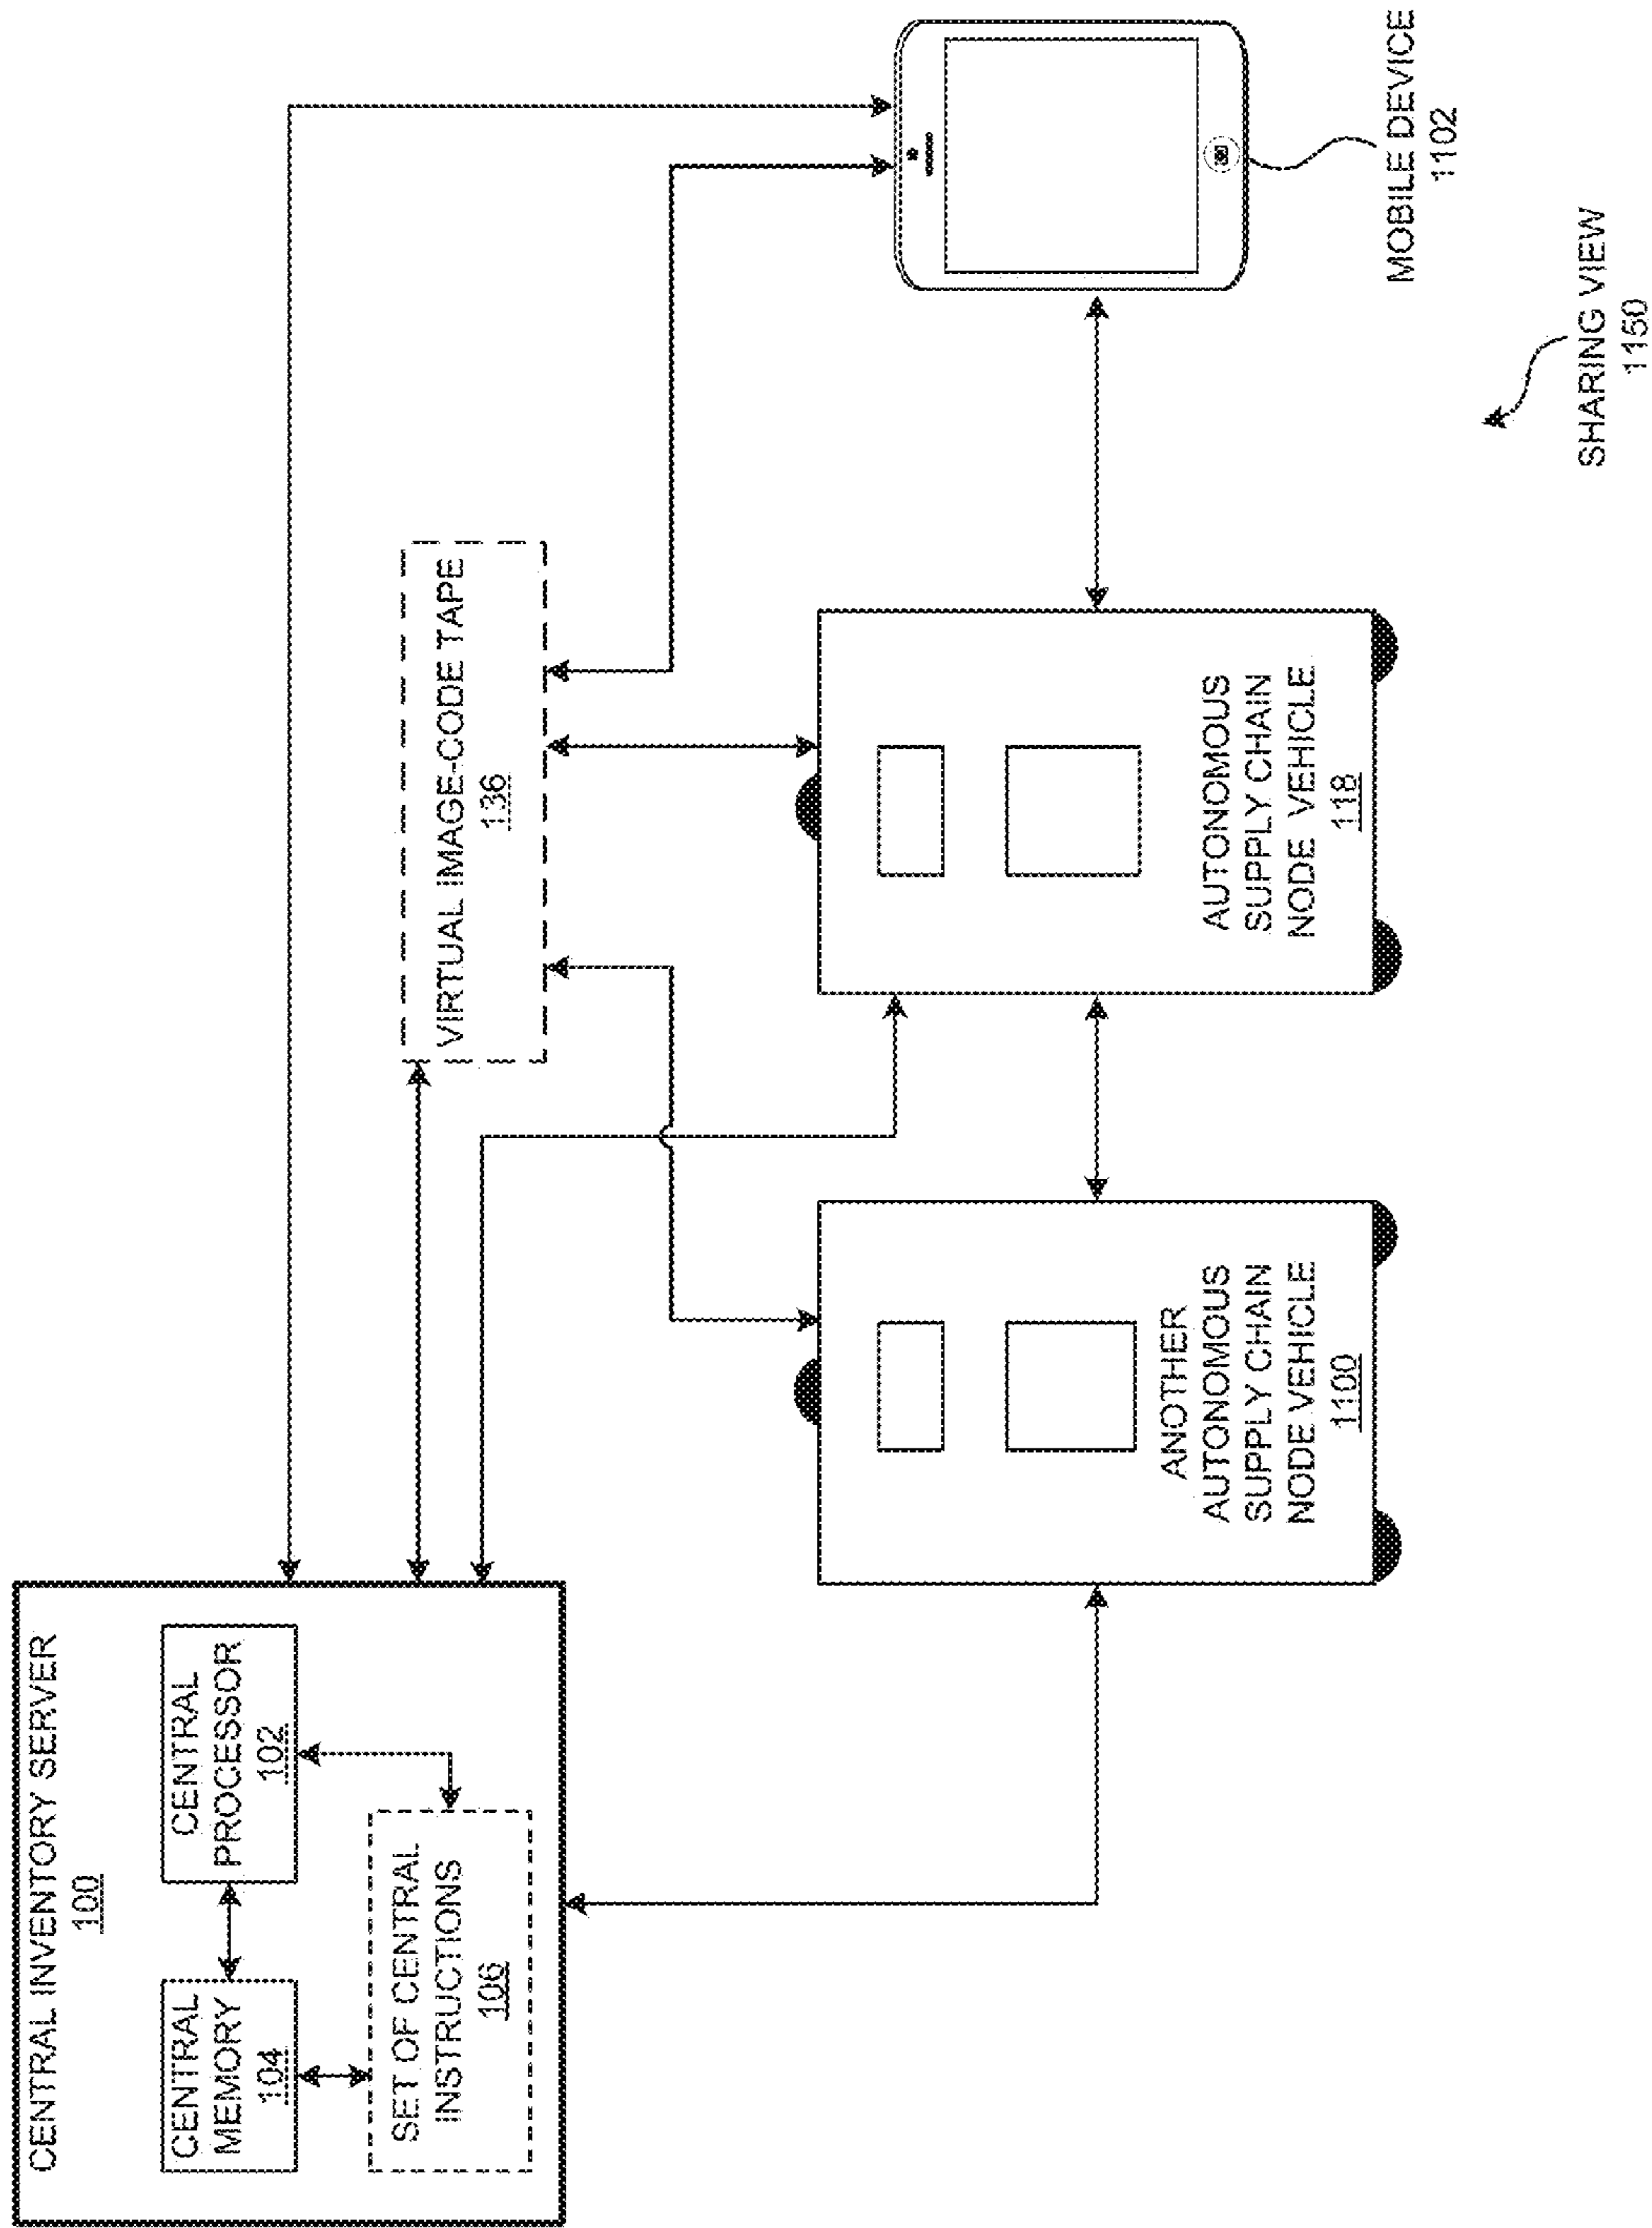 CENTRAL INVENTORY SERVER
100
CENTRAL
MEMORY
104
CENTRAL
PROCESSOR
102
SET OF CENTRAL
INSTRUCTIONS
106
VIRTUAL IMAGE-CODE TAPE
136
ANOTHER
AUTONOMOUS
SUPPLY CHAIN
NODE VEHICLE
1100
AUTONOMOUS
SUPPLY CHAIN
NODE VEHICLE
118
MOBILE DEVICE
1102
SHARING VIEW
1150